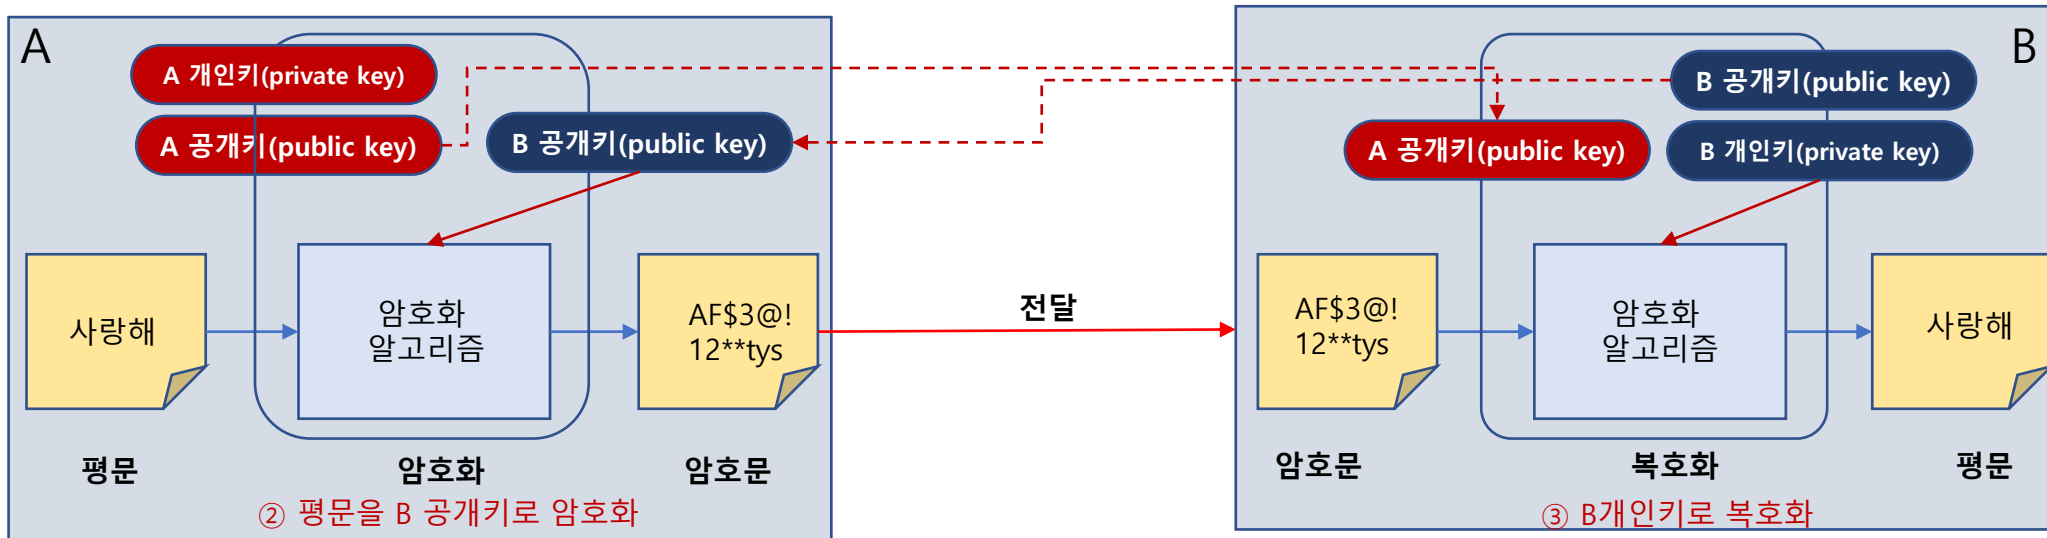 A
A 개인키(private key)
A 공개키(public key)
B 공개키(public key)
사랑해
암호화
알고리즘
AF$3@!
12**tys
평문
암호화
암호문
② 평문을 B 공개키로 암호화
전달
B
B 공개키(public key)
A 공개키(public key)
B 개인키(private key)
AF$3@!
12**tys
암호화
알고리즘
사랑해
암호문
복호화
평문
③ B개인키로 복호화